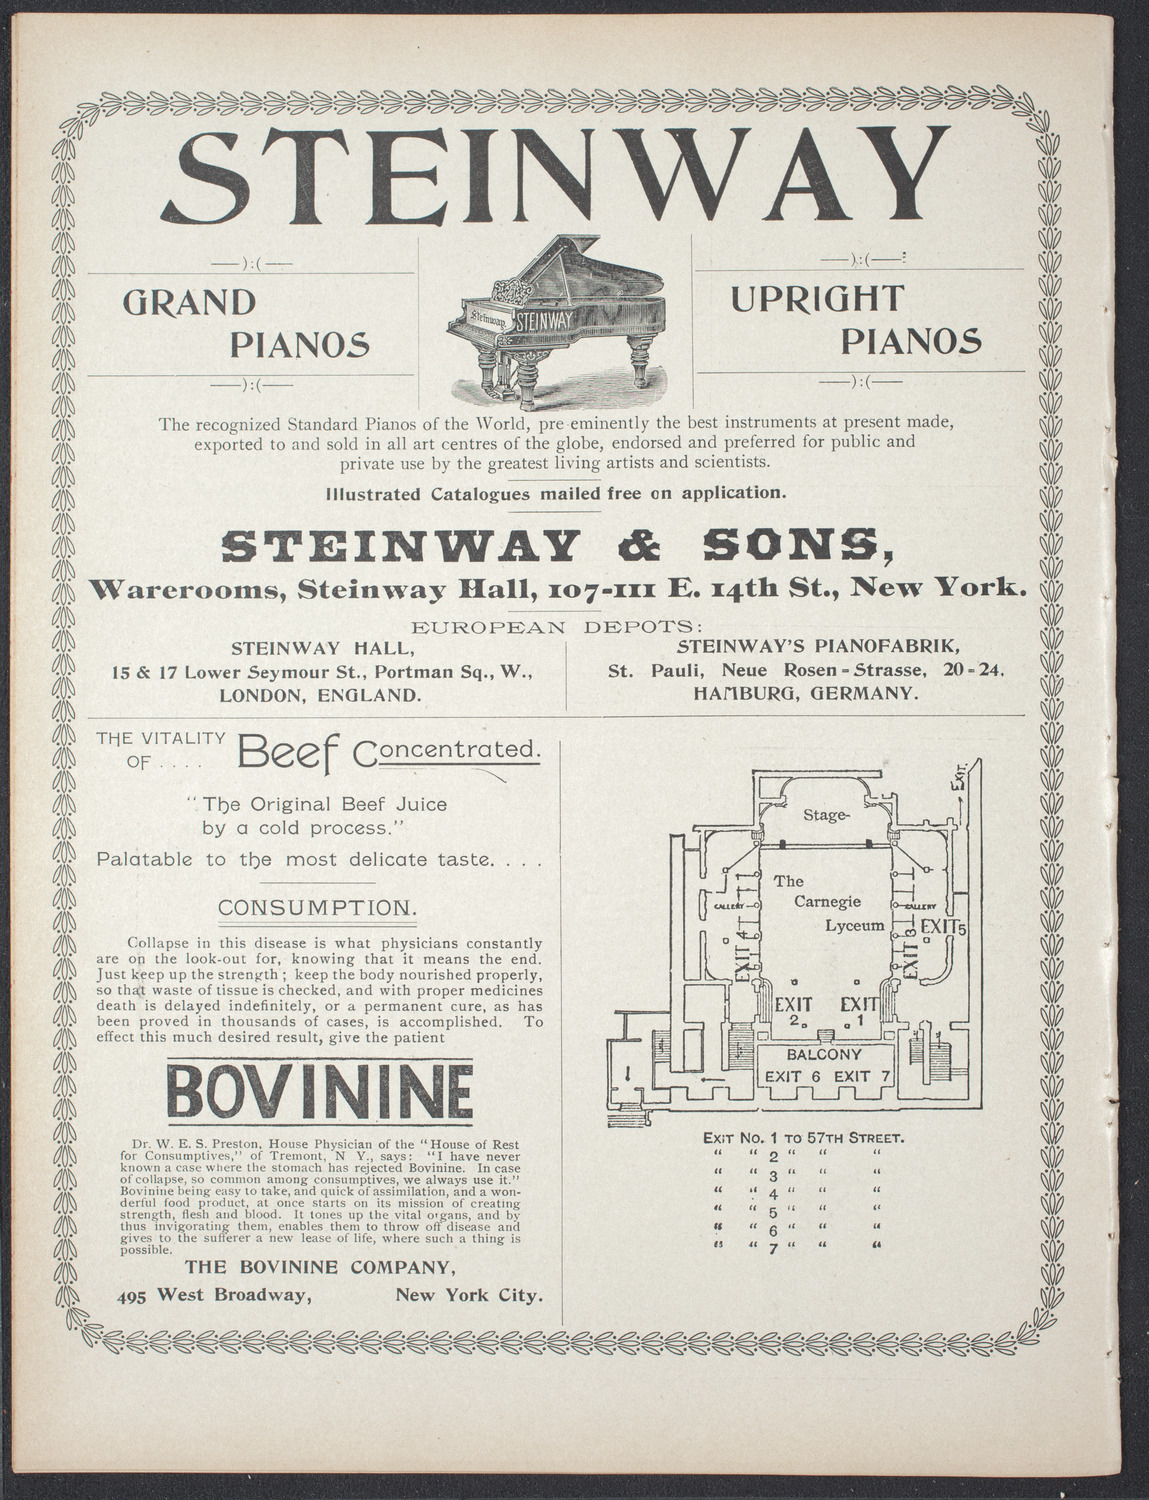 STEINWAY
——):(——
GRAND
PIANOS
——):(——
Steinway
STEINWAY
——):(——
UPRIGHT
PIANOS
——):(——
The recognized Standard Pianos of the World, pre-eminently the best instruments at present made,
exported to and sold in all art centres of the globe, endorsed and preferred for public and
private use by the greatest living artists and scientists.
Illustrated Catalogues mailed free on application.
STEINWAY & SONS,
Warerooms, Steinway Hall, 107-111 E. 14th St., New York.
EUROPEAN DEPOTS:
STEINWAY HALL,
15 & 17 Lower Seymour St., Portman Sq., W.,
LONDON, ENGLAND.
STEINWAY'S PIANOFABRIK,
St. Pauli, Neue Rosen-Strasse, 20-24.
HAMBURG, GERMANY.
THE VITALITY
OF . . . .
Beef Concentrated.
"The Original Beef Juice
by a cold process."
Palatable to the most delicate taste. . . .
CONSUMPTION.
Collapse in this disease is what physicians constantly
are on the look-out for, knowing that it means the end.
Just keep up the strength; keep the body nourished properly,
so that waste of tissue is checked, and with proper medicines
death is delayed indefinitely, or a permanent cure, as has
been proved in thousands of cases, is accomplished. To
effect this much desired result, give the patient
BOVININE
Dr. W. E. S. Preston, House Physician of the "House of Rest
for Consumptives," of Tremont, N Y., says: "I have never
known a case where the stomach has rejected Bovinine. In case
of collapse, so common among consumptives, we always use it."
Bovinine being easy to take, and quick of assimilation, and a won-
derful food product, at once starts on its mission of creating
strength, flesh and blood. It tones up the vital organs, and by
thus invigorating them, enables them to throw off disease and
gives to the sufferer a new lease of life, where such a thing is
possible.
THE BOVININE COMPANY,
495 West Broadway, New York City.
EXIT.
Stage-
The
Carnegie
Lyceum
GALLERY
GALLERY
EXIT 4
EXIT 3
EXIT 5
EXIT 2
EXIT 1
BALCONY
EXIT 6 EXIT 7
EXIT NO. 1 TO 57TH STREET.
" " 2 " " "
" " 3 " " "
" " 4 " " "
" " 5 " " "
" " 6 " " "
" " 7 " " "